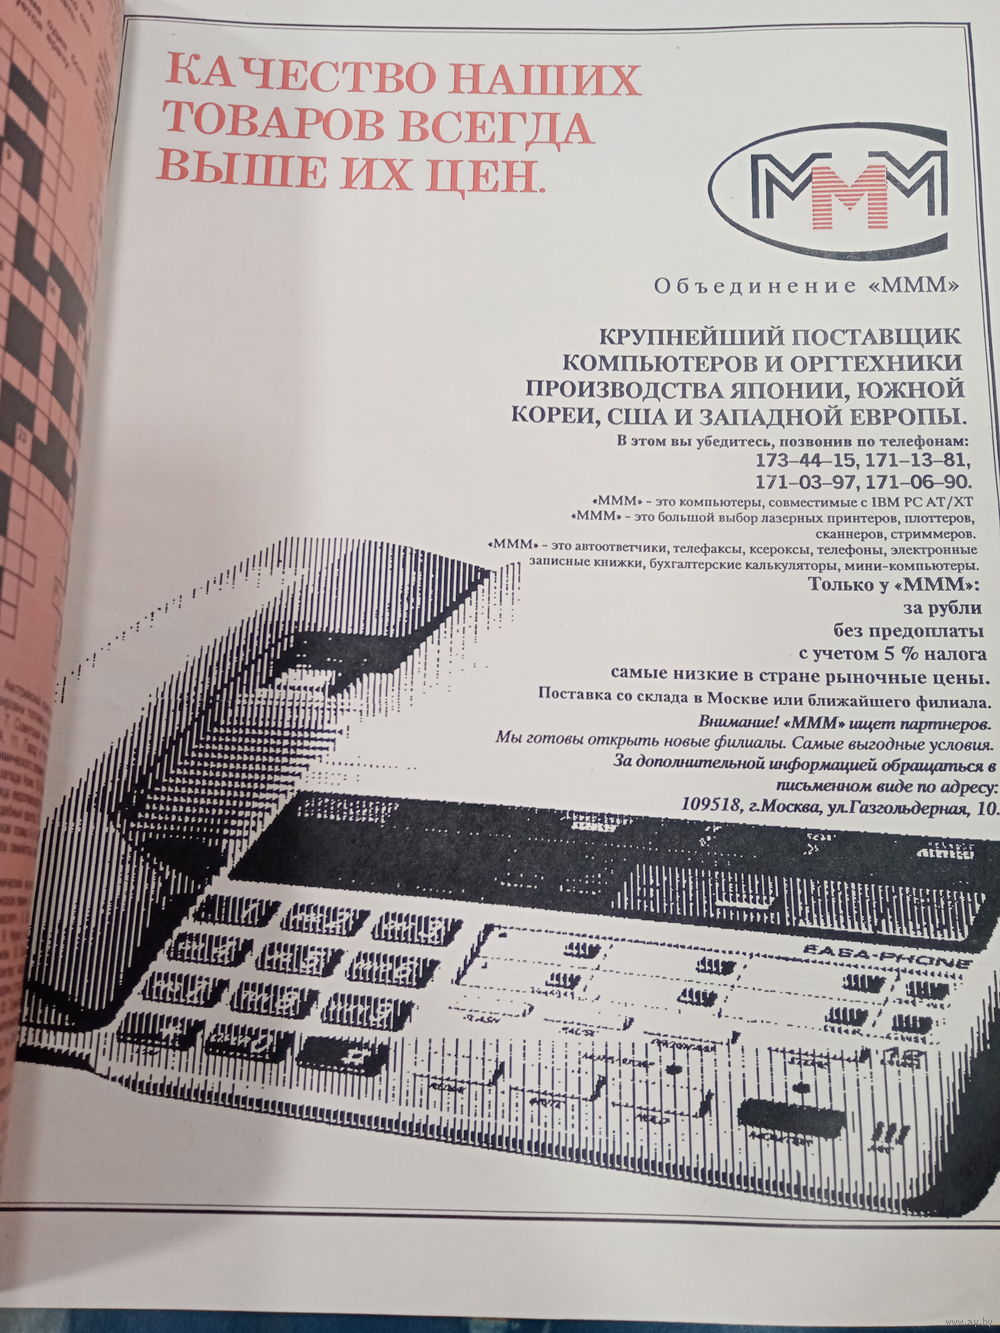 КАЧЕСТВО НАШИХ
ТОВАРОВ ВСЕГДА
ВЫШЕ ИХ ЦЕН.
МММ
Объединение «МММ»
КРУПНЕЙШИЙ ПОСТАВЩИК
КОМПЬЮТЕРОВ И ОРГТЕХНИКИ
ПРОИЗВОДСТВА ЯПОНИИ, ЮЖНОЙ
КОРЕИ, США И ЗАПАДНОЙ ЕВРОПЫ.
В этом вы убедитесь, позвонив по телефонам:
173–44–15, 171–13–81,
171–03–97, 171–06–90.
«МММ» - это компьютеры, совместимые с IBM PC AT/XT
«МММ» - это большой выбор лазерных принтеров, плоттеров,
сканнеров, стриммеров.
«МММ» - это автоответчики, телефаксы, ксероксы, телефоны, электронные
записные книжки, бухгалтерские калькуляторы, мини-компьютеры.
Только у «МММ»:
за рубли
без предоплаты
с учетом 5 % налога
самые низкие в стране рыночные цены.
Поставка со склада в Москве или ближайшего филиала.
Внимание! «МММ» ищет партнеров.
Мы готовы открыть новые филиалы. Самые выгодные условия.
За дополнительной информацией обращаться в
письменном виде по адресу:
109518, г.Москва, ул.Газгольдерная, 10.
EASA-PHONE
www.ay.by